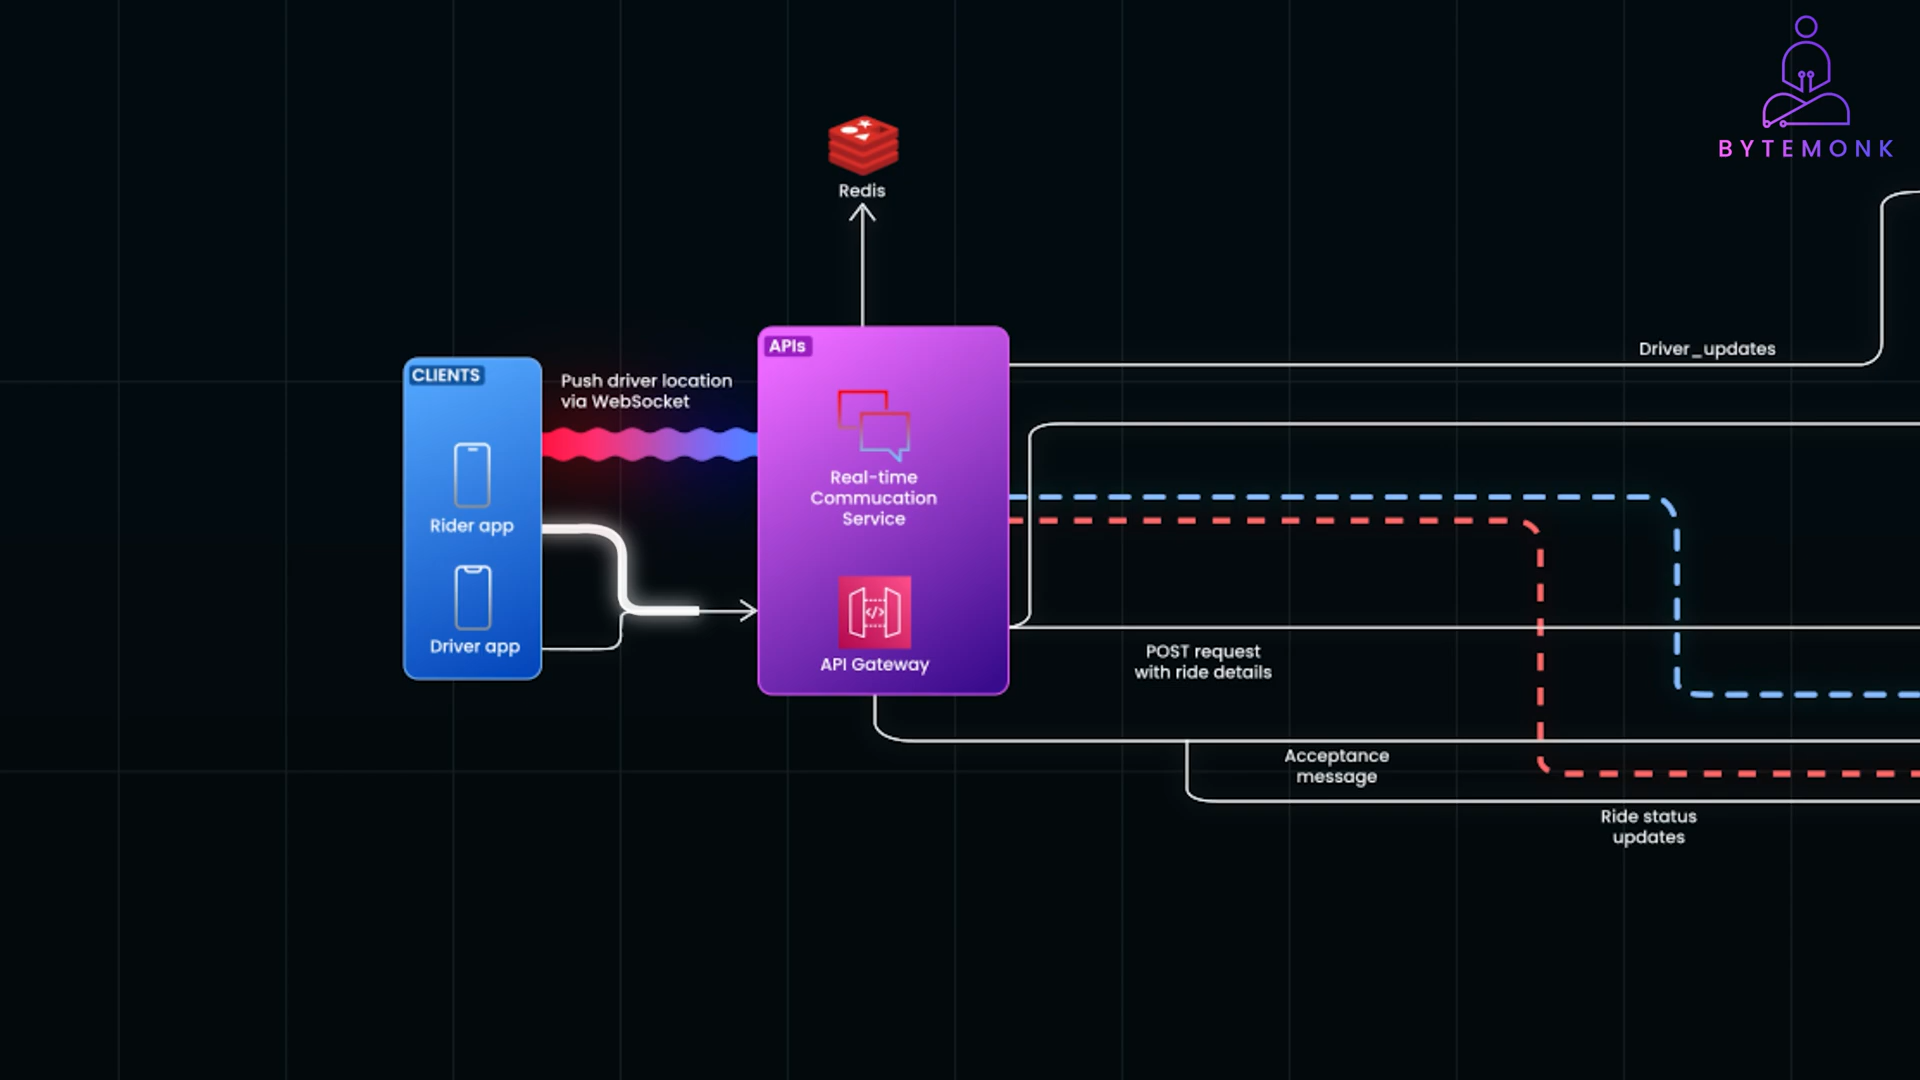 BYTEMONK
Redis
Driver_updates
APIs
CLIENTS
Push driver location
via WebSocket
Real-time
Commucation
Service
Rider app
Driver app
</>
API Gateway
POST request
with ride details
Acceptance
message
Ride status
updates